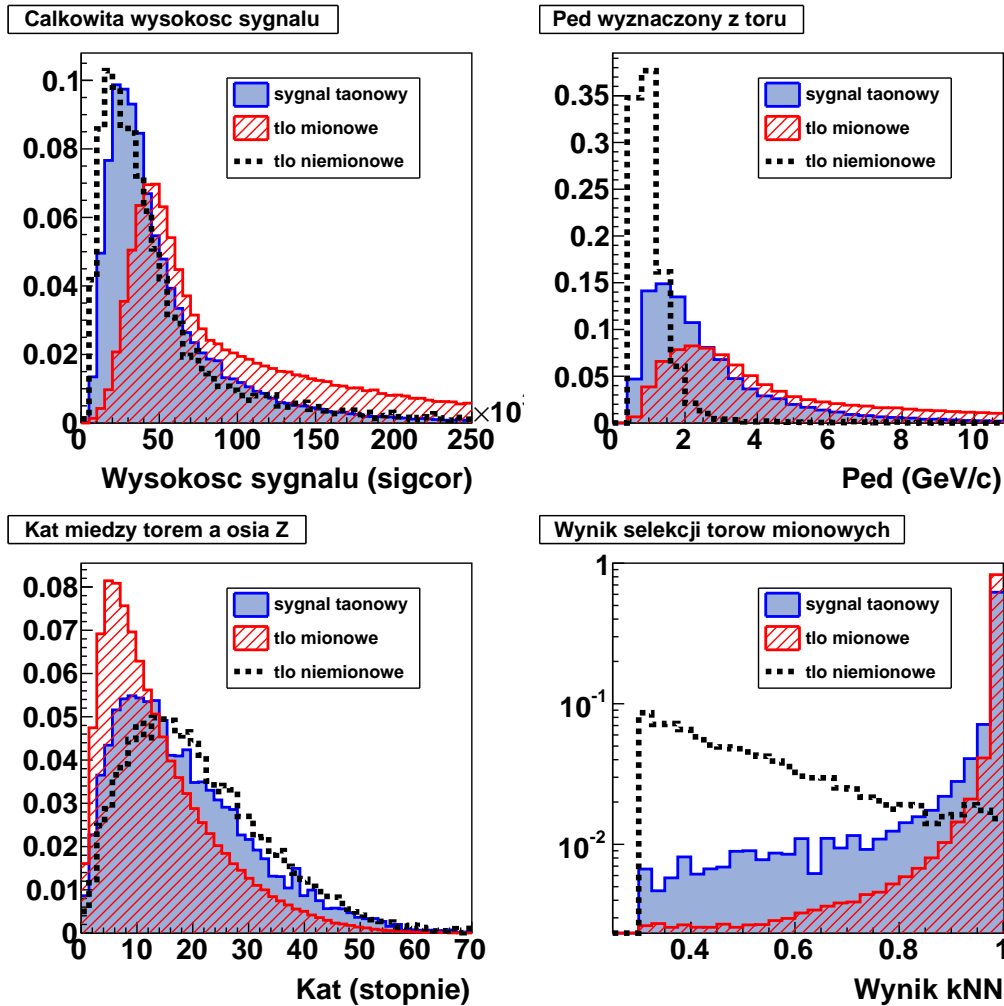 Calkowita wysokosc sygnalu
0.1
0.08
0.06
0.04
0.02
0
sygnal taonowy
tlo mionowe
tlo niemionowe
0 50 100 150 200 250
Wysokosc sygnalu (sigcor)
Ped wyznaczony z toru
0.35
0.3
0.25
0.2
0.15
0.1
0.05
0
sygnal taonowy
tlo mionowe
tlo niemionowe
0 2 4 6 8 10
Ped (GeV/c)
Kat miedzy torem a osia Z
0.08
0.07
0.06
0.05
0.04
0.03
0.02
0.01
0
sygnal taonowy
tlo mionowe
tlo niemionowe
0 10 20 30 40 50 60 70
Kat (stopnie)
Wynik selekcji torow mionowych
1
10⁻¹
10⁻²
sygnal taonowy
tlo mionowe
tlo niemionowe
0.4 0.6 0.8 1
Wynik kNN